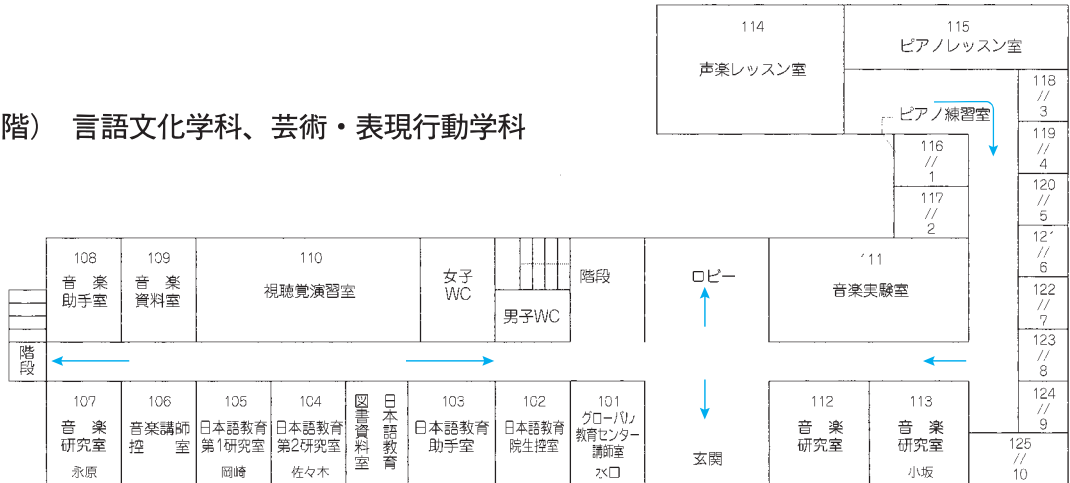 階） 言語文化学科、芸術・表現行動学科
114
声楽レッスン室
115
ピアノレッスン室
ピアノ練習室
116
//
1
117
//
2
118
//
3
119
//
4
120
//
5
12
//
6
122
//
7
123
//
8
124
//
9
125
//
10
108
音 楽
助手室
109
音 楽
資料室
110
視聴覚演習室
女子
WC
男子WC
階段
ロビー
111
音楽実験室
階
段
107
音 楽
研究室
永原
106
音楽講師
控 室
105
日本語教育
第1研究室
岡崎
104
日本語教育
第2研究室
佐々木
日本語教育
図書資料室
103
日本語教育
助手室
102
日本語教育
院生控室
101
グローバル
教育センター
講師室
水口
玄関
112
音 楽
研究室
113
音 楽
研究室
小坂